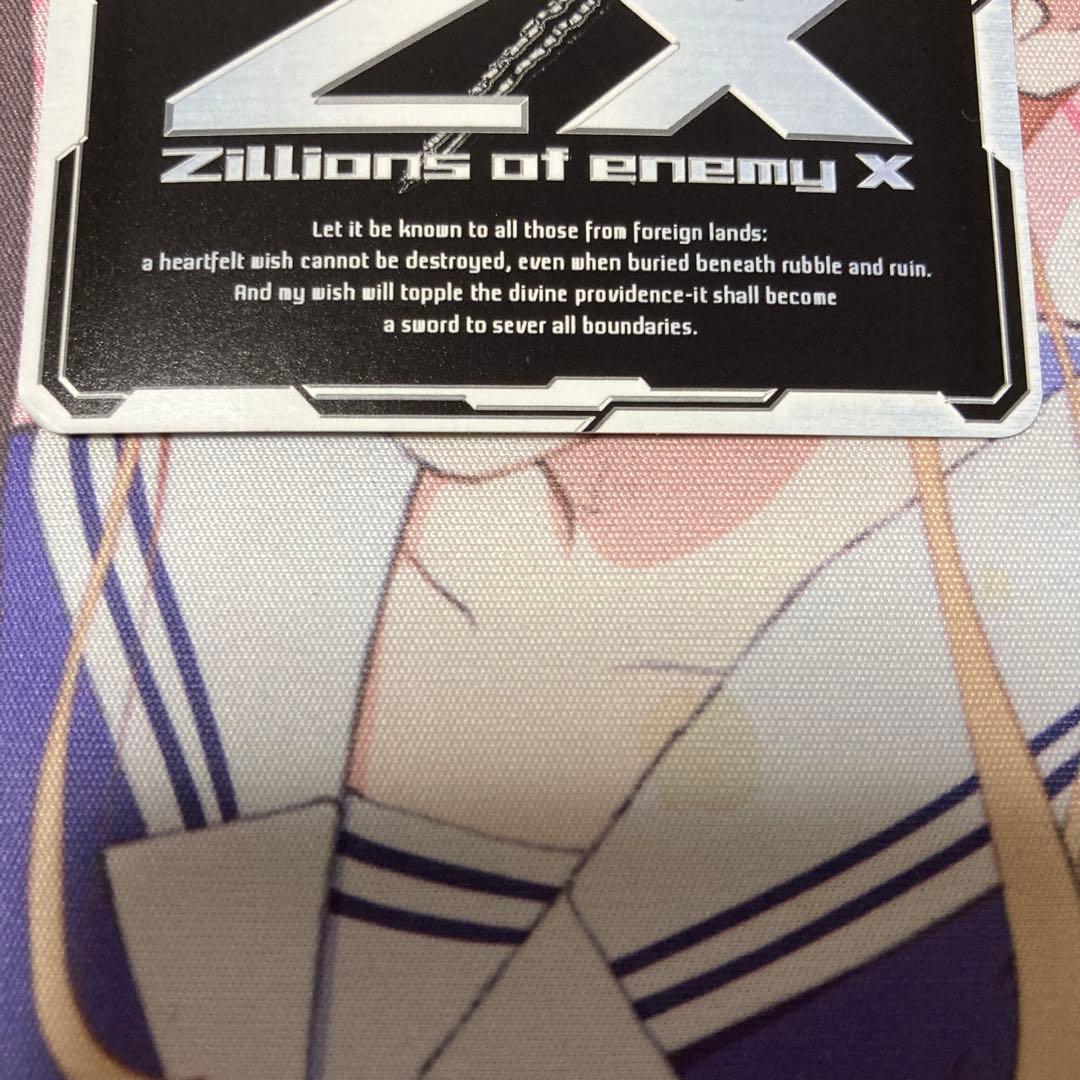 ZX
Zillions of enemy X
Let it be known to all those from foreign lands:
a heartfelt wish cannot be destroyed, even when buried beneath rubble and ruin.
And my wish will topple the divine providence-it shall become
a sword to sever all boundaries.